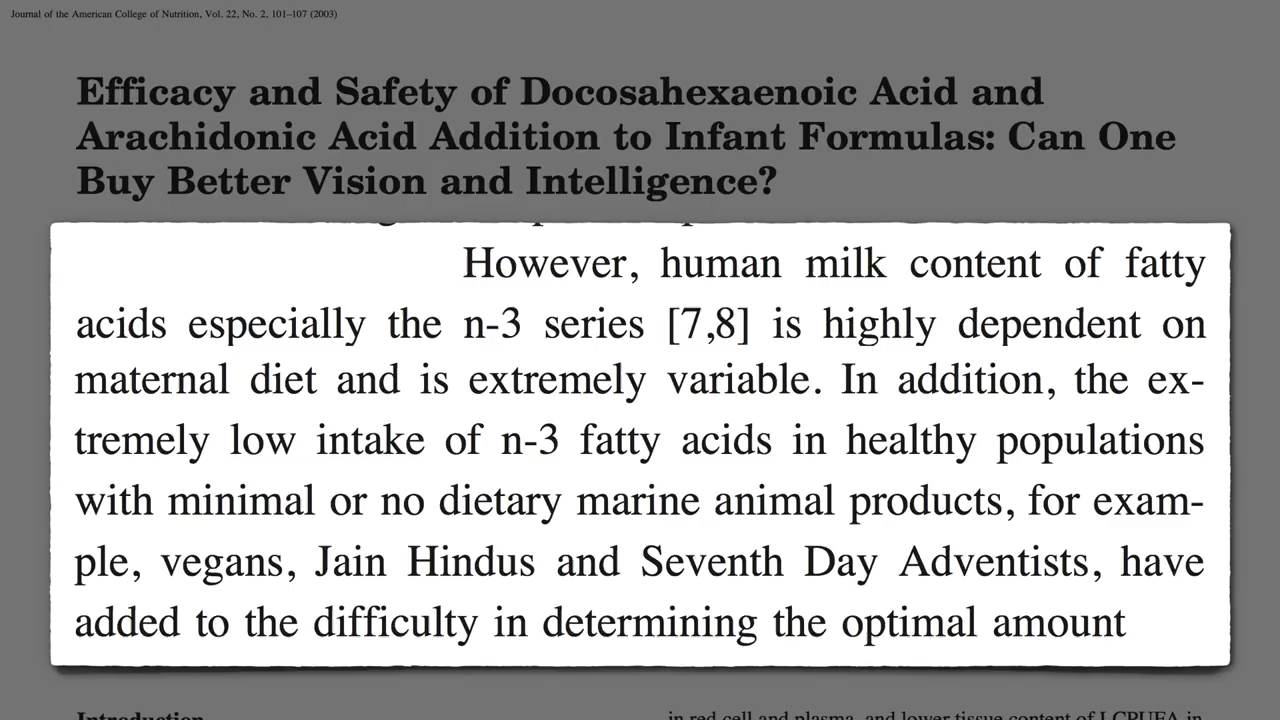 Journal of the American College of Nutrition, Vol. 22, No. 2, 101–107 (2003)
Efficacy and Safety of Docosahexaenoic Acid and
Arachidonic Acid Addition to Infant Formulas: Can One
Buy Better Vision and Intelligence?
However, human milk content of fatty
acids especially the n-3 series [7,8] is highly dependent on
maternal diet and is extremely variable. In addition, the ex-
tremely low intake of n-3 fatty acids in healthy populations
with minimal or no dietary marine animal products, for exam-
ple, vegans, Jain Hindus and Seventh Day Adventists, have
added to the difficulty in determining the optimal amount
Introduction
in red cell and plasma, and lower tissue content of LCPUFA in